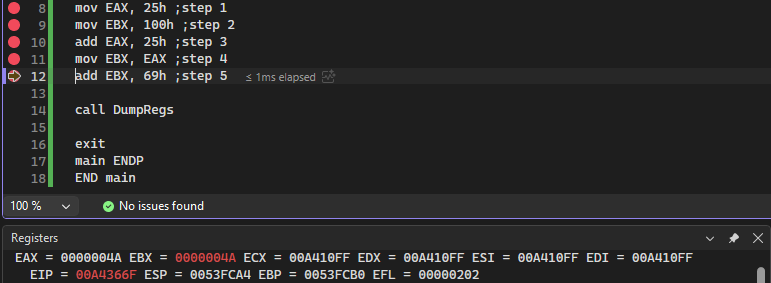 8 mov EAX, 25h ;step 1
9 mov EBX, 100h ;step 2
10 add EAX, 25h ;step 3
11 mov EBX, EAX ;step 4
12 add EBX, 69h ;step 5 ≤ 1ms elapsed
13
14 call DumpRegs
15
16 exit
17 main ENDP
18 END main
100 % No issues found
Registers
EAX = 0000004A EBX = 0000004A ECX = 00A410FF EDX = 00A410FF ESI = 00A410FF EDI = 00A410FF
EIP = 00A4366F ESP = 0053FCA4 EBP = 0053FCB0 EFL = 00000202